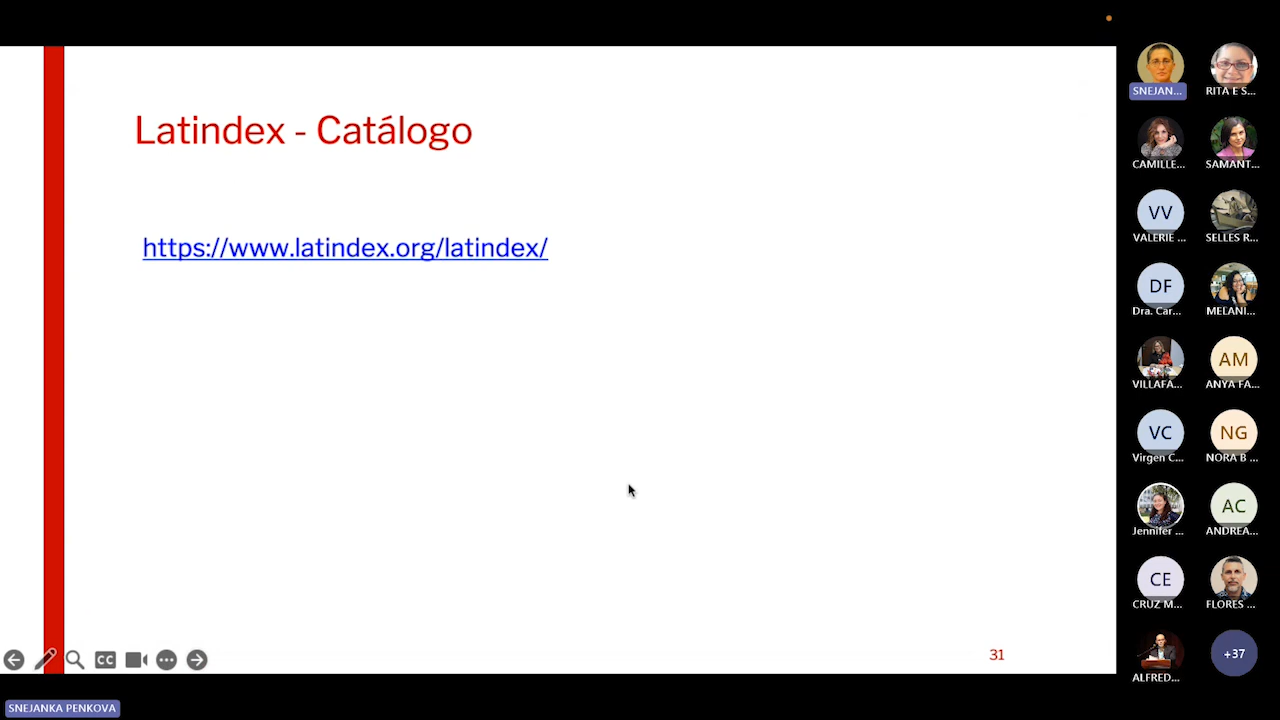 Latindex - Catálogo
https://www.latindex.org/latindex/
31
CC
SNEJAN...
RITA E S...
CAMILLE...
SAMANT...
VV
VALERIE ...
SELLES R...
DF
Dra. Car...
MELANI...
VILLAFA...
AM
ANYA FA...
VC
Virgen C...
NG
NORA B ...
Jennifer ...
AC
ANDREA...
CE
CRUZ M...
FLORES ...
ALFRED...
+37
SNEJANKA PENKOVA